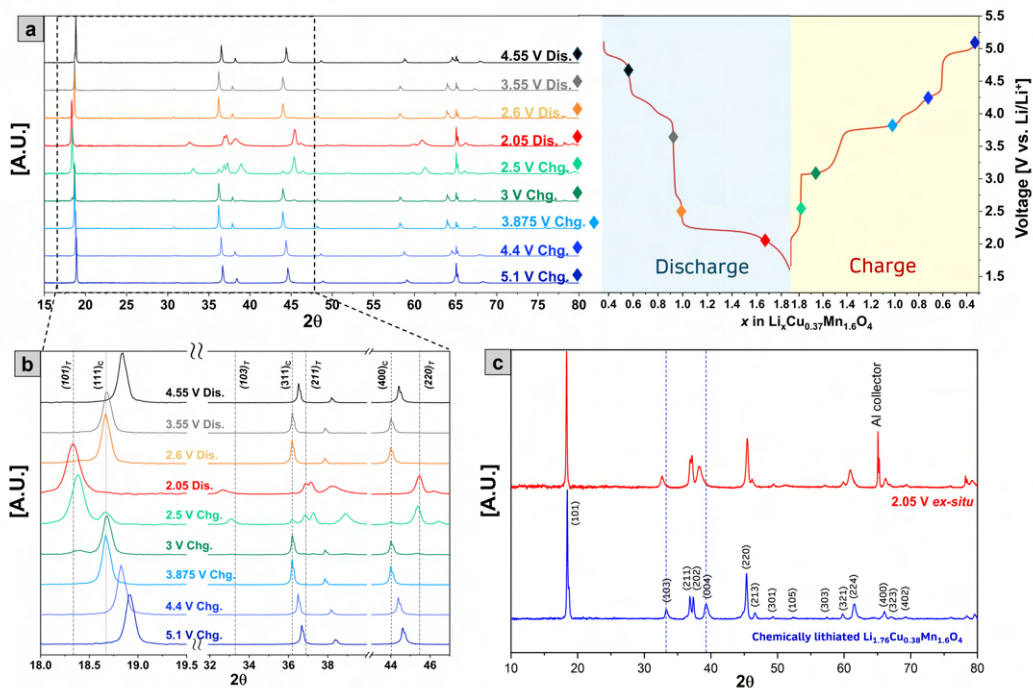 a
[A.U.]
4.55 V Dis.
3.55 V Dis.
2.6 V Dis.
2.05 Dis.
2.5 V Chg.
3 V Chg.
3.875 V Chg.
4.4 V Chg.
5.1 V Chg.
15 20 25 30 35 40 45 50 55 60 65 70 75 80
2θ
Discharge
Charge
0.4 0.6 0.8 1.0 1.2 1.4 1.6 1.8 1.8 1.6 1.4 1.2 1.0 0.8 0.6 0.4
x in LiₓCu₀.₃₇Mn₁.₆O₄
5.5
5.0
4.5
4.0
3.5
3.0
2.5
2.0
1.5
Voltage [V vs. Li/Li⁺]
b
[A.U.]
(101)T
(111)C
(103)T
(311)C
(211)T
(400)C
(220)T
4.55 V Dis.
3.55 V Dis.
2.6 V Dis.
2.05 Dis.
2.5 V Chg.
3 V Chg.
3.875 V Chg.
4.4 V Chg.
5.1 V Chg.
18.0 18.5 19.0 19.5 32 34 36 38 44 46
2θ
c
[A.U.]
Al collector
2.05 V ex-situ
(101)
(103)
(211)
(202)
(004)
(220)
(213)
(301)
(105)
(303)
(321)
(224)
(400)
(323)
(402)
Chemically lithiated Li₁.₇₆Cu₀.₃₈Mn₁.₆O₄
10 20 30 40 50 60 70 80
2θ